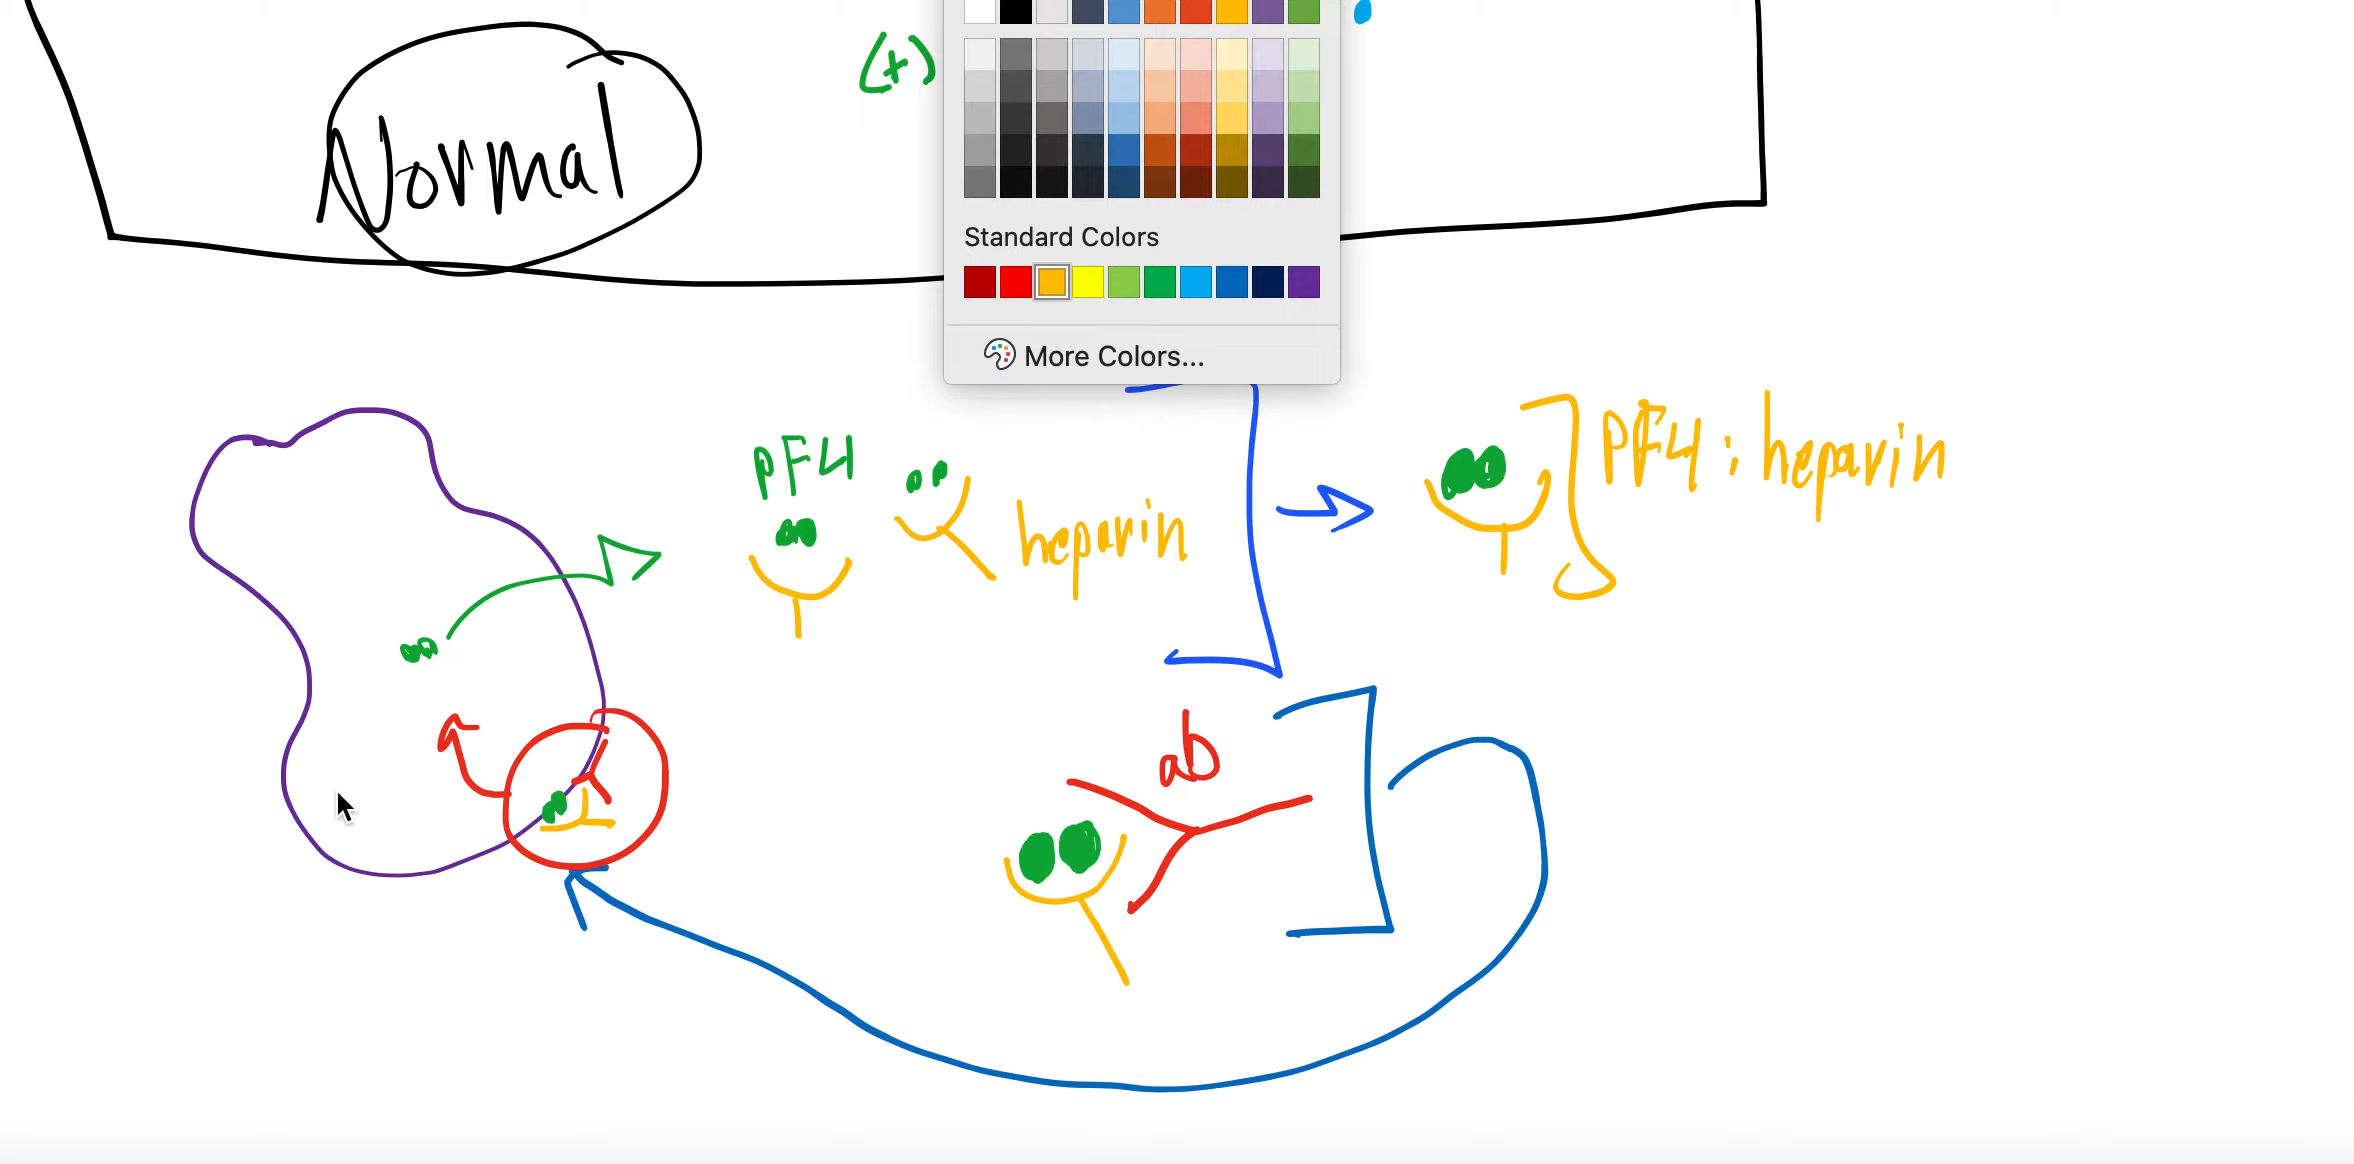 (+)
Normal
Standard Colors
More Colors...
PF4
heparin
PF4 : heparin
ab